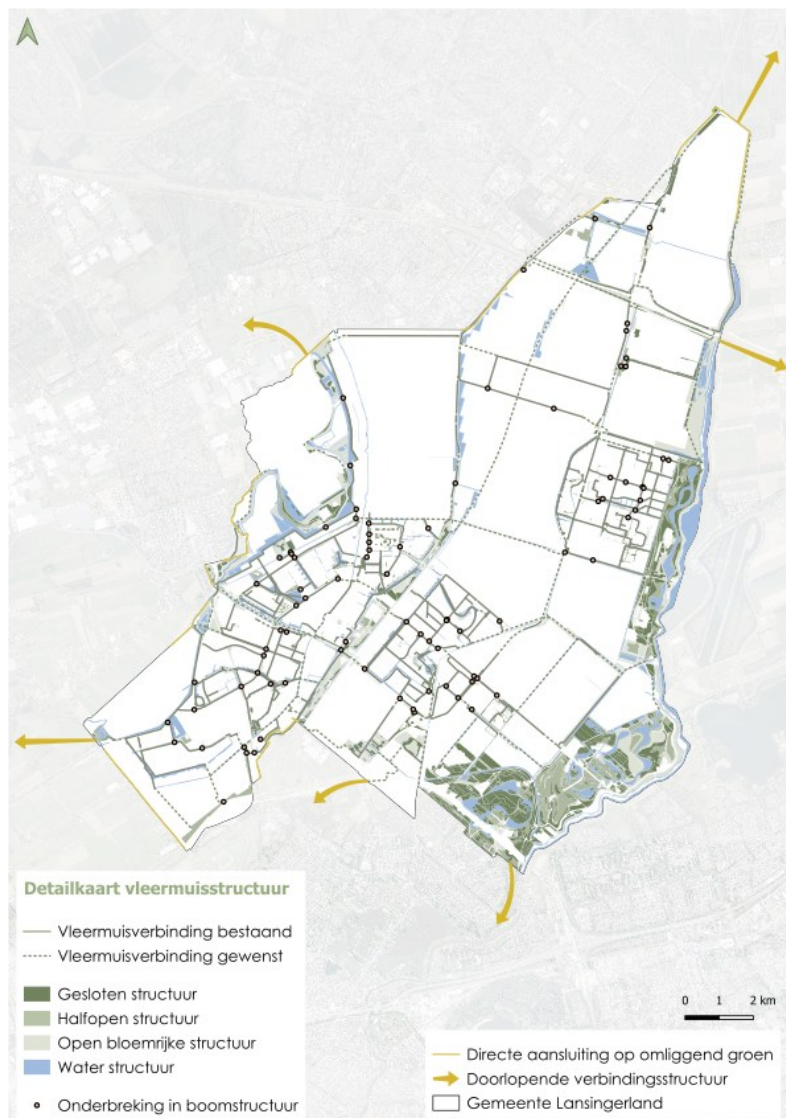 Detailkaart vleermuisstructuur
Vleermuisverbinding bestaand
Vleermuisverbinding gewenst
Gesloten structuur
Halfopen structuur
Open bloemrijke structuur
Water structuur
Onderbreking in boomstructuur
0 1 2 km
Directe aansluiting op omliggend groen
Doorlopende verbindingsstructuur
Gemeente Lansingerland